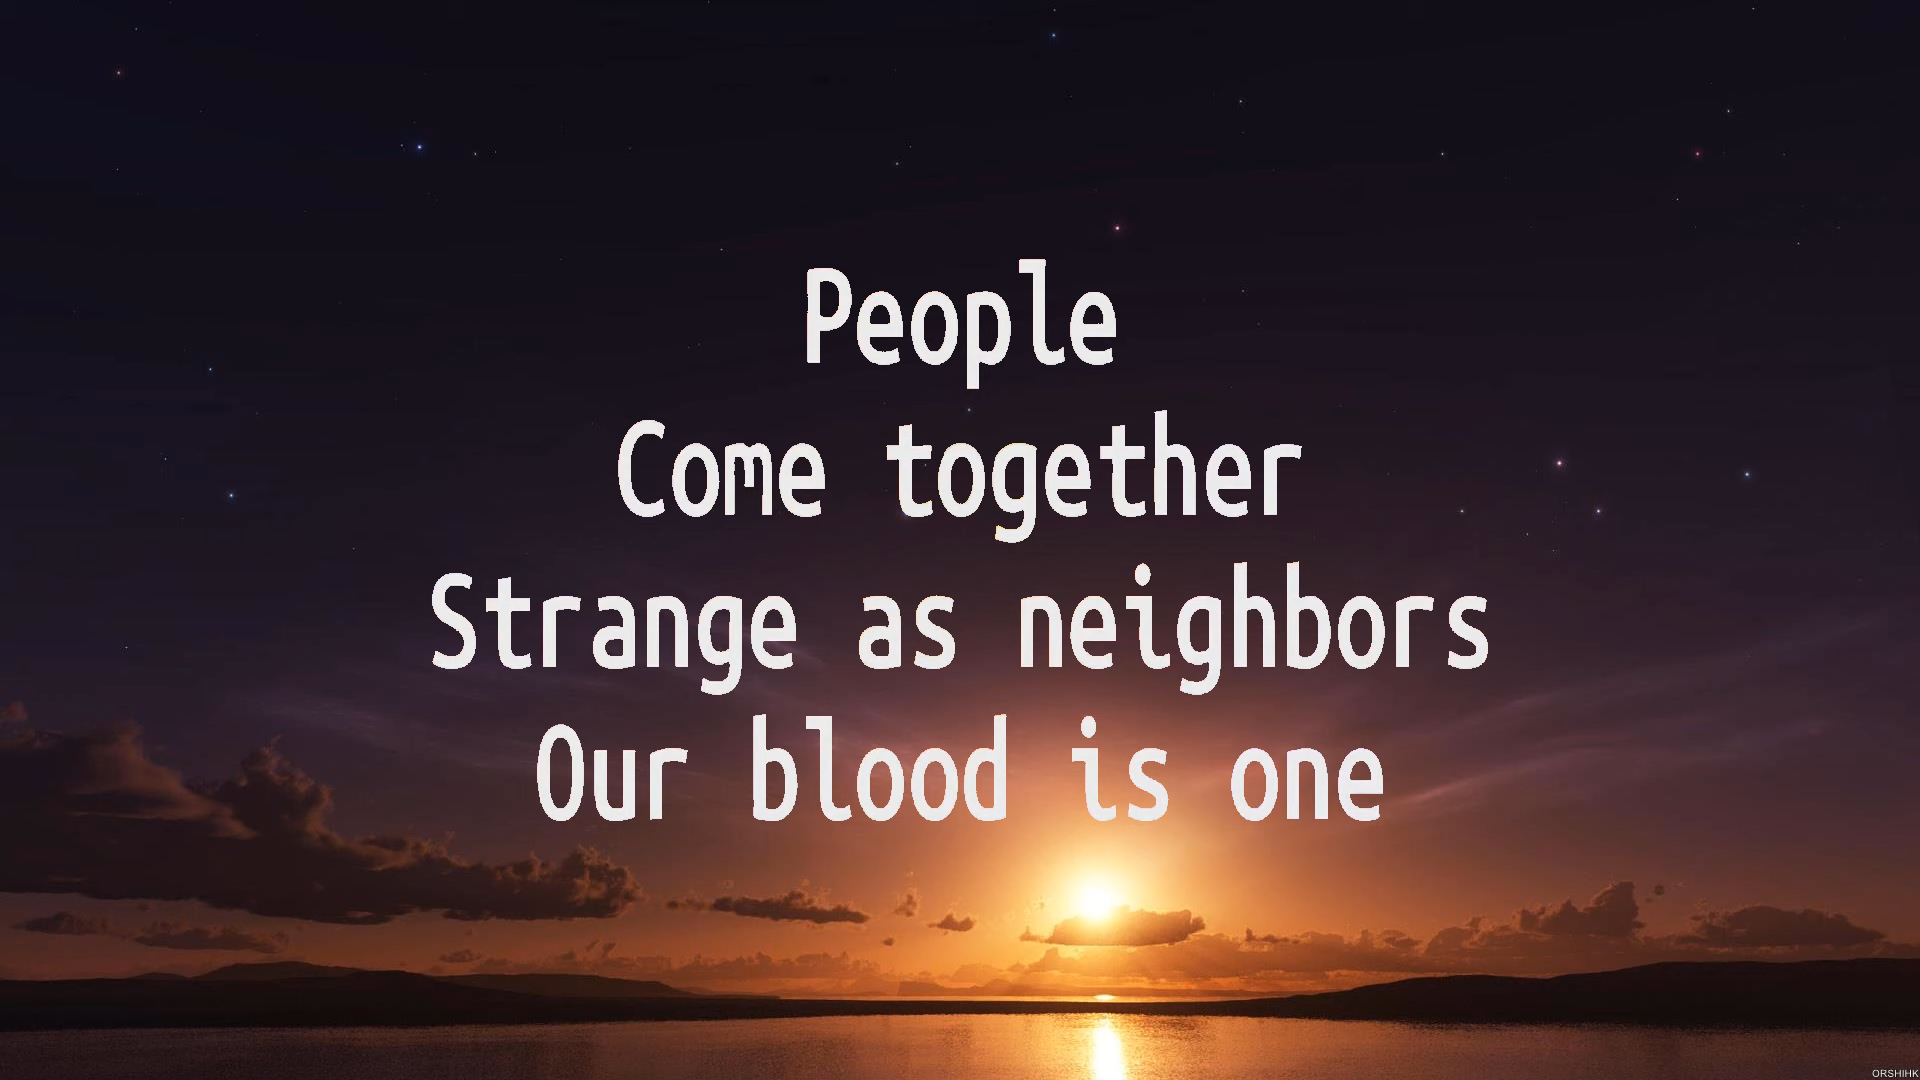 People
Come together
Strange as neighbors
Our blood is one
ORSHIHK